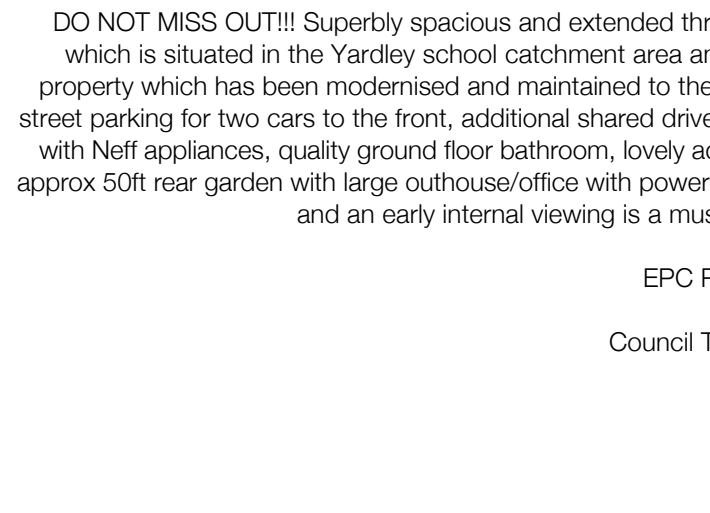 DO NOT MISS OUT!!! Superbly spacious and extended thr
which is situated in the Yardley school catchment area an
property which has been modernised and maintained to the
street parking for two cars to the front, additional shared drive
with Neff appliances, quality ground floor bathroom, lovely ad
approx 50ft rear garden with large outhouse/office with power
and an early internal viewing is a mus
EPC R
Council T